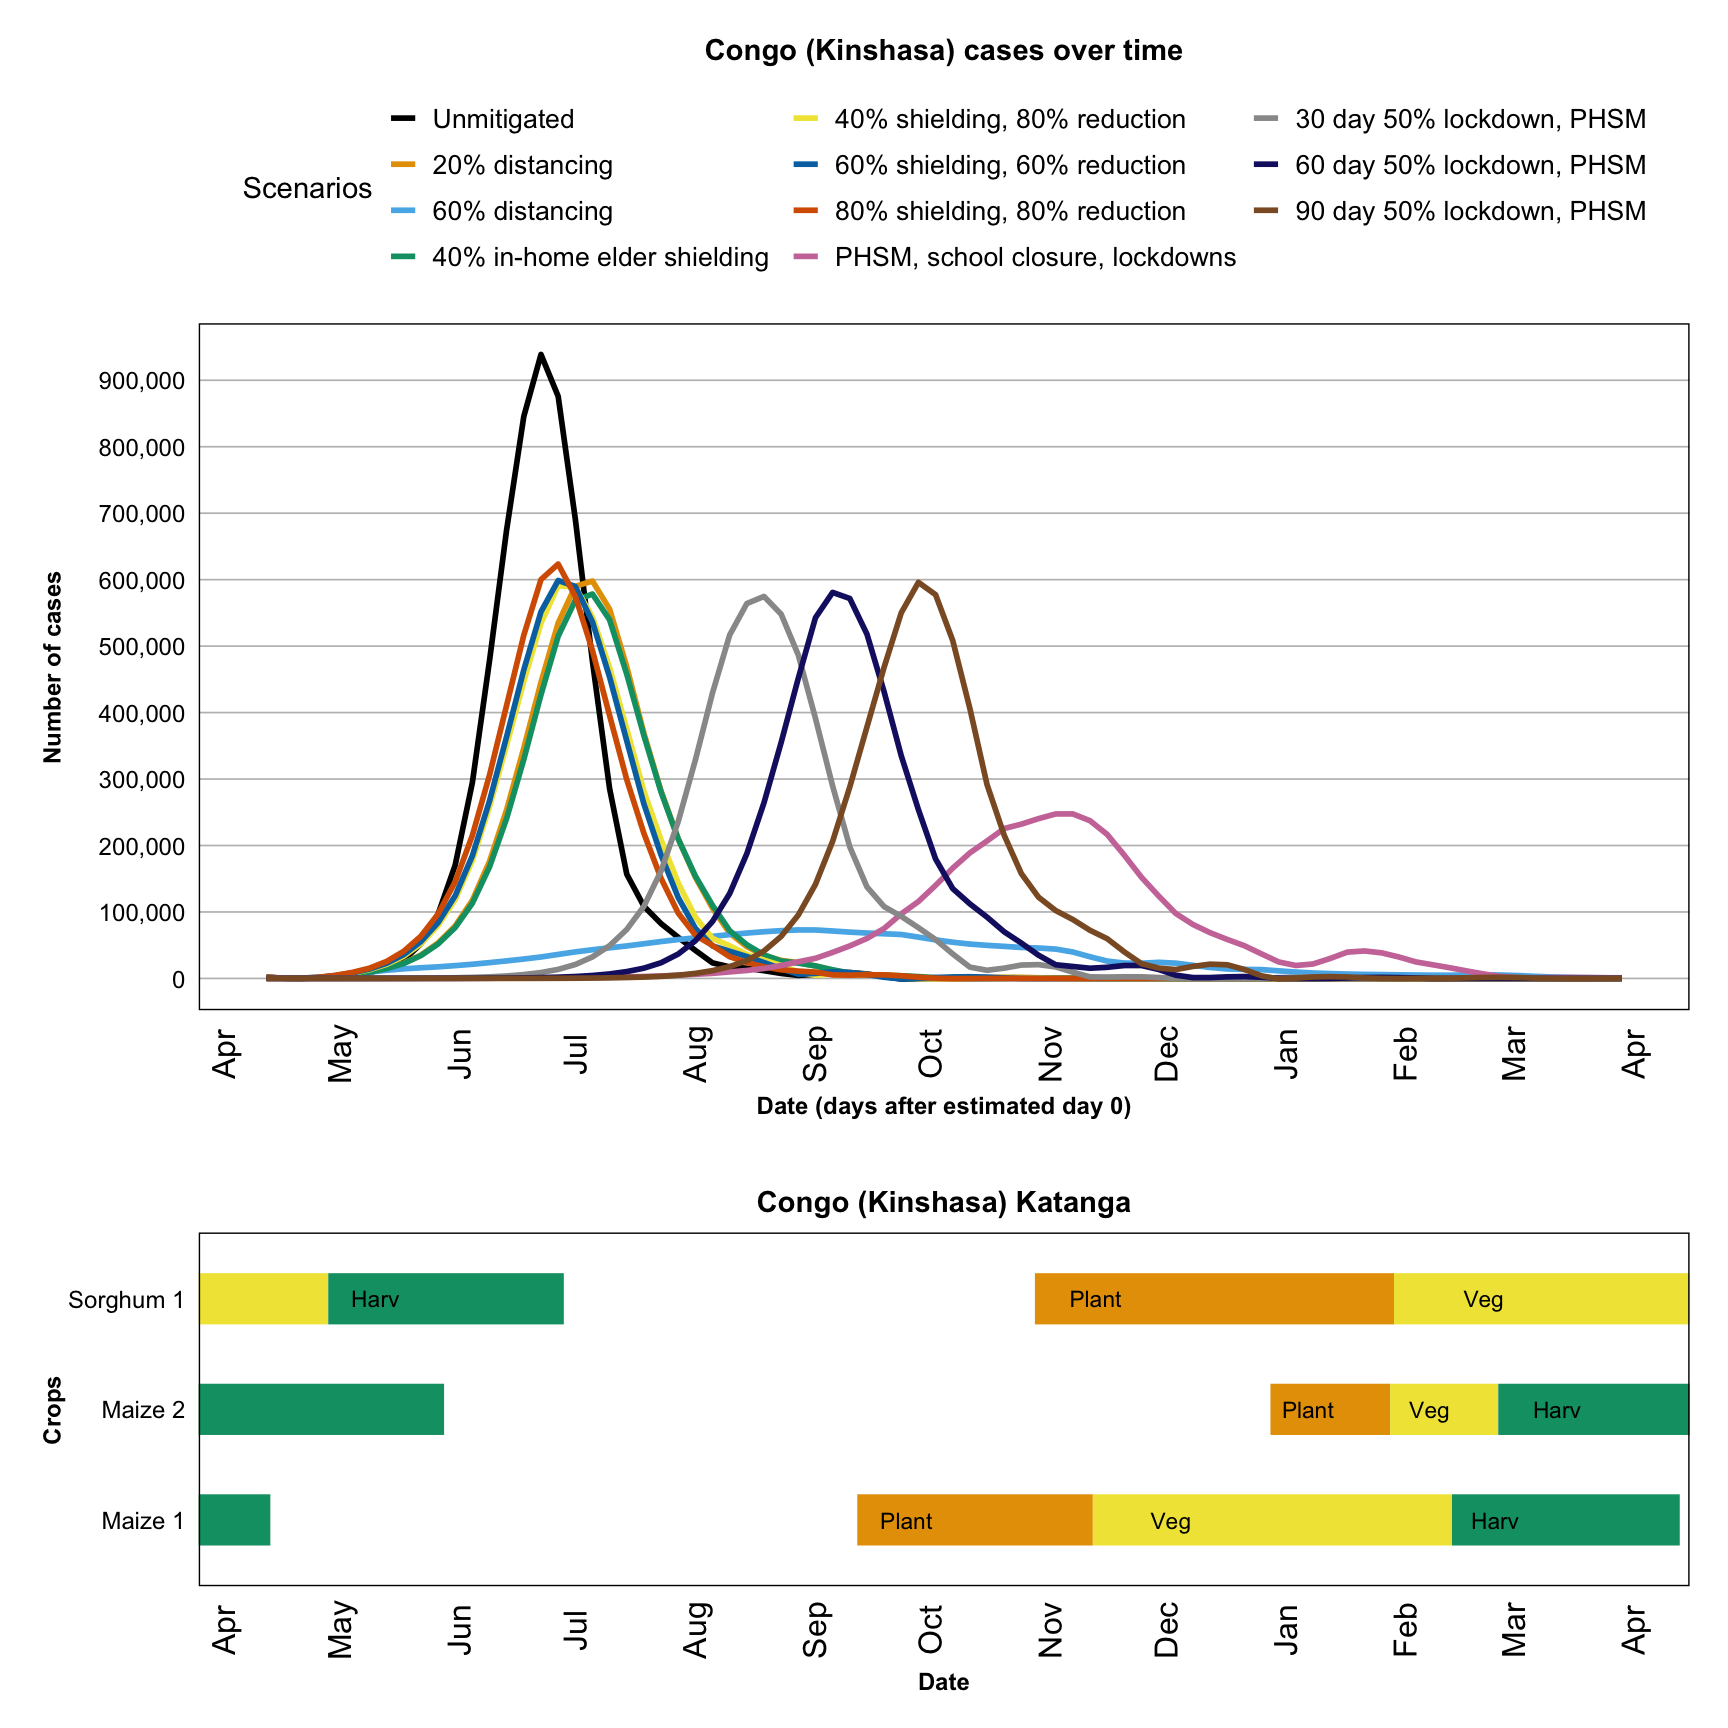 Congo (Kinshasa) cases over time
Scenarios
Unmitigated
20% distancing
60% distancing
40% in-home elder shielding
40% shielding, 80% reduction
60% shielding, 60% reduction
80% shielding, 80% reduction
PHSM, school closure, lockdowns
30 day 50% lockdown, PHSM
60 day 50% lockdown, PHSM
90 day 50% lockdown, PHSM
Number of cases
900,000
800,000
700,000
600,000
500,000
400,000
300,000
200,000
100,000
0
Apr May Jun Jul Aug Sep Oct Nov Dec Jan Feb Mar Apr
Date (days after estimated day 0)
Congo (Kinshasa) Katanga
Crops
Sorghum 1 Harv Plant Veg
Maize 2 Plant Veg Harv
Maize 1 Plant Veg Harv
Apr May Jun Jul Aug Sep Oct Nov Dec Jan Feb Mar Apr
Date